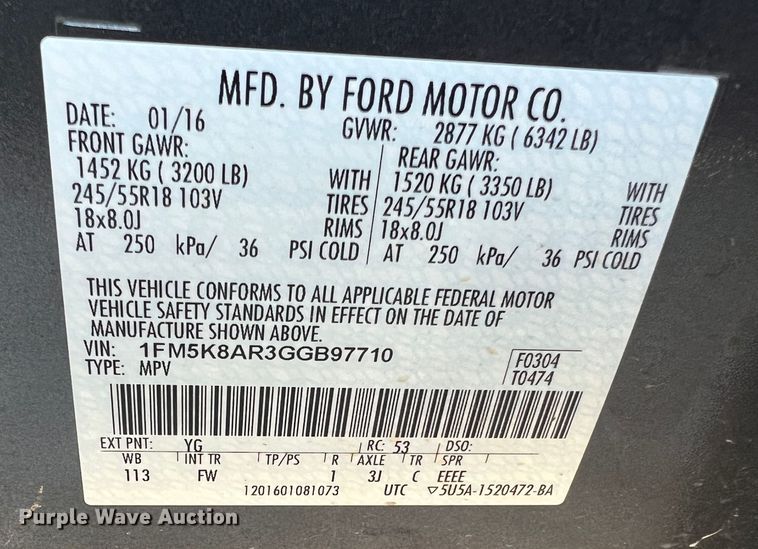 MFD. BY FORD MOTOR CO.
DATE: 01/16 GVWR: 2877 KG ( 6342 LB)
FRONT GAWR: REAR GAWR:
1452 KG ( 3200 LB) WITH 1520 KG ( 3350 LB) WITH
245/55R18 103V TIRES 245/55R18 103V TIRES
18x8.0J RIMS 18x8.0J RIMS
AT 250 kPa/ 36 PSI COLD AT 250 kPa/ 36 PSI COLD
THIS VEHICLE CONFORMS TO ALL APPLICABLE FEDERAL MOTOR
VEHICLE SAFETY STANDARDS IN EFFECT ON THE DATE OF
MANUFACTURE SHOWN ABOVE.
VIN: 1FM5K8AR3GGB97710 F0304
TYPE: MPV T0474
EXT PNT: YG RC: 53 DSO:
WB INT TR TP/PS R AXLE TR SPR
113 FW 1 3J C EEEE
1201601081073 UTC ▽5U5A-1520472-BA
Purple Wave Auction